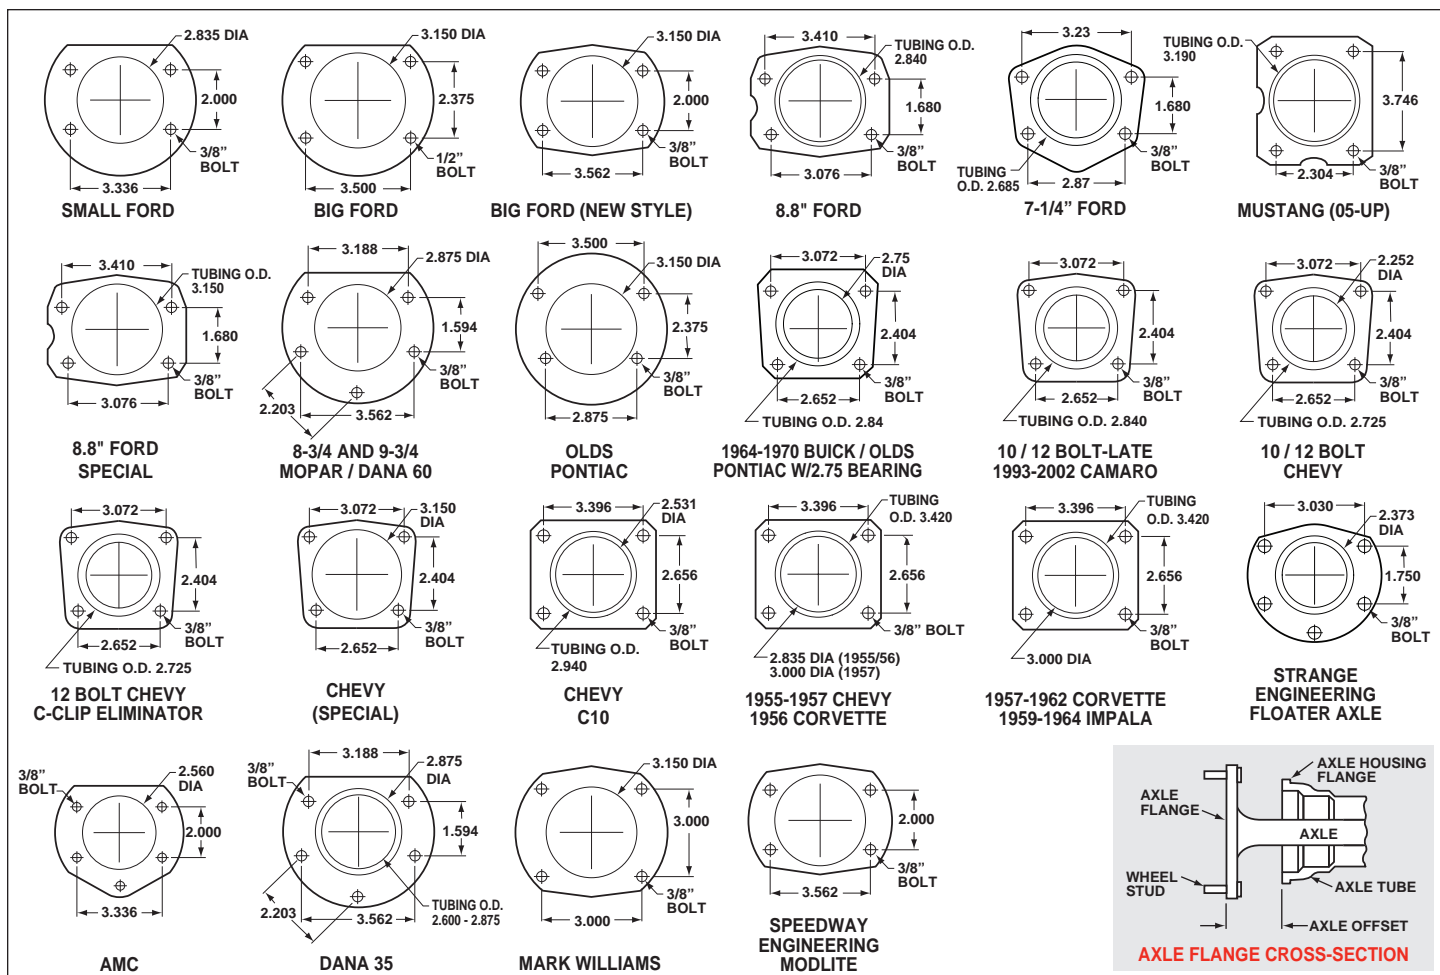 2.835 DIA
2.000
3/8”
BOLT
3.336
SMALL FORD
3.150 DIA
2.375
1/2”
BOLT
3.500
BIG FORD
3.150 DIA
2.000
3/8”
BOLT
3.562
BIG FORD (NEW STYLE)
3.410
TUBING O.D.
2.840
1.680
3/8”
BOLT
3.076
8.8" FORD
3.23
1.680
3/8”
BOLT
TUBING
O.D. 2.685
2.87
7-1/4” FORD
TUBING O.D.
3.190
3.746
3/8”
BOLT
2.304
MUSTANG (05-UP)
3.410
TUBING O.D.
3.150
1.680
3/8”
BOLT
3.076
8.8" FORD
SPECIAL
3.188
2.875 DIA
1.594
3/8”
BOLT
2.203
3.562
8-3/4 AND 9-3/4
MOPAR / DANA 60
3.500
3.150 DIA
2.375
3/8”
BOLT
2.875
OLDS
PONTIAC
3.072
2.75
DIA
2.404
3/8”
BOLT
2.652
TUBING O.D. 2.84
1964-1970 BUICK / OLDS
PONTIAC W/2.75 BEARING
3.072
2.404
3/8”
BOLT
2.652
TUBING O.D. 2.840
10 / 12 BOLT-LATE
1993-2002 CAMARO
3.072
2.252
DIA
2.404
3/8”
BOLT
2.652
TUBING O.D. 2.725
10 / 12 BOLT
CHEVY
3.072
2.404
3/8”
BOLT
2.652
TUBING O.D. 2.725
12 BOLT CHEVY
C-CLIP ELIMINATOR
3.072
3.150
DIA
2.404
3/8”
BOLT
2.652
CHEVY
(SPECIAL)
3.396
2.531
DIA
2.656
3/8”
BOLT
TUBING O.D.
2.940
CHEVY
C10
3.396
TUBING
O.D. 3.420
2.656
3/8” BOLT
2.835 DIA (1955/56)
3.000 DIA (1957)
1955-1957 CHEVY
1956 CORVETTE
3.396
TUBING
O.D. 3.420
2.656
3/8”
BOLT
3.000 DIA
1957-1962 CORVETTE
1959-1964 IMPALA
3.030
2.373
DIA
1.750
3/8”
BOLT
STRANGE
ENGINEERING
FLOATER AXLE
3/8”
BOLT
2.560
DIA
2.000
3.336
AMC
3.188
3/8”
BOLT
2.875
DIA
1.594
2.203
3.562
TUBING O.D.
2.600 - 2.875
DANA 35
3.150 DIA
3.000
3/8”
BOLT
3.000
MARK WILLIAMS
2.000
3/8”
BOLT
3.562
SPEEDWAY
ENGINEERING
MODLITE
AXLE HOUSING
FLANGE
AXLE
FLANGE
AXLE
WHEEL
STUD
AXLE TUBE
AXLE OFFSET
AXLE FLANGE CROSS-SECTION